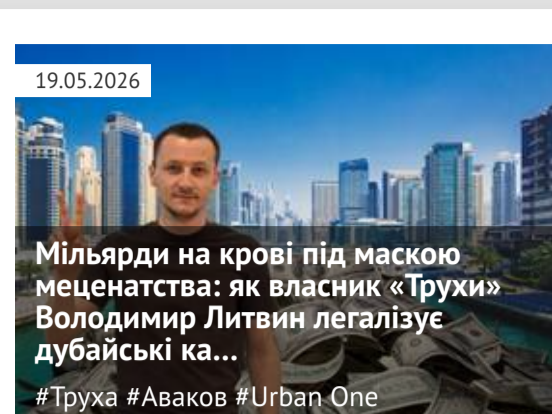 19.05.2026
Мільярди на крові під маскою
меценатства: як власник «Трухи»
Володимир Литвин легалізує
дубайські ка...
#Труха #Аваков #Urban One